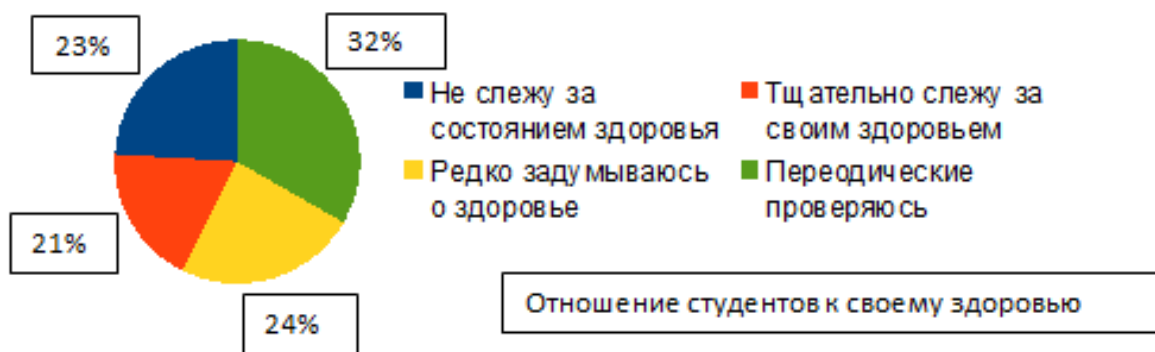 23%
32%
Не слежу за
состоянием здоровья
Тщательно слежу за
своим здоровьем
Редко задумываюсь
о здоровье
Переодические
проверяюсь
21%
24%
Отношение студентов к своему здоровью